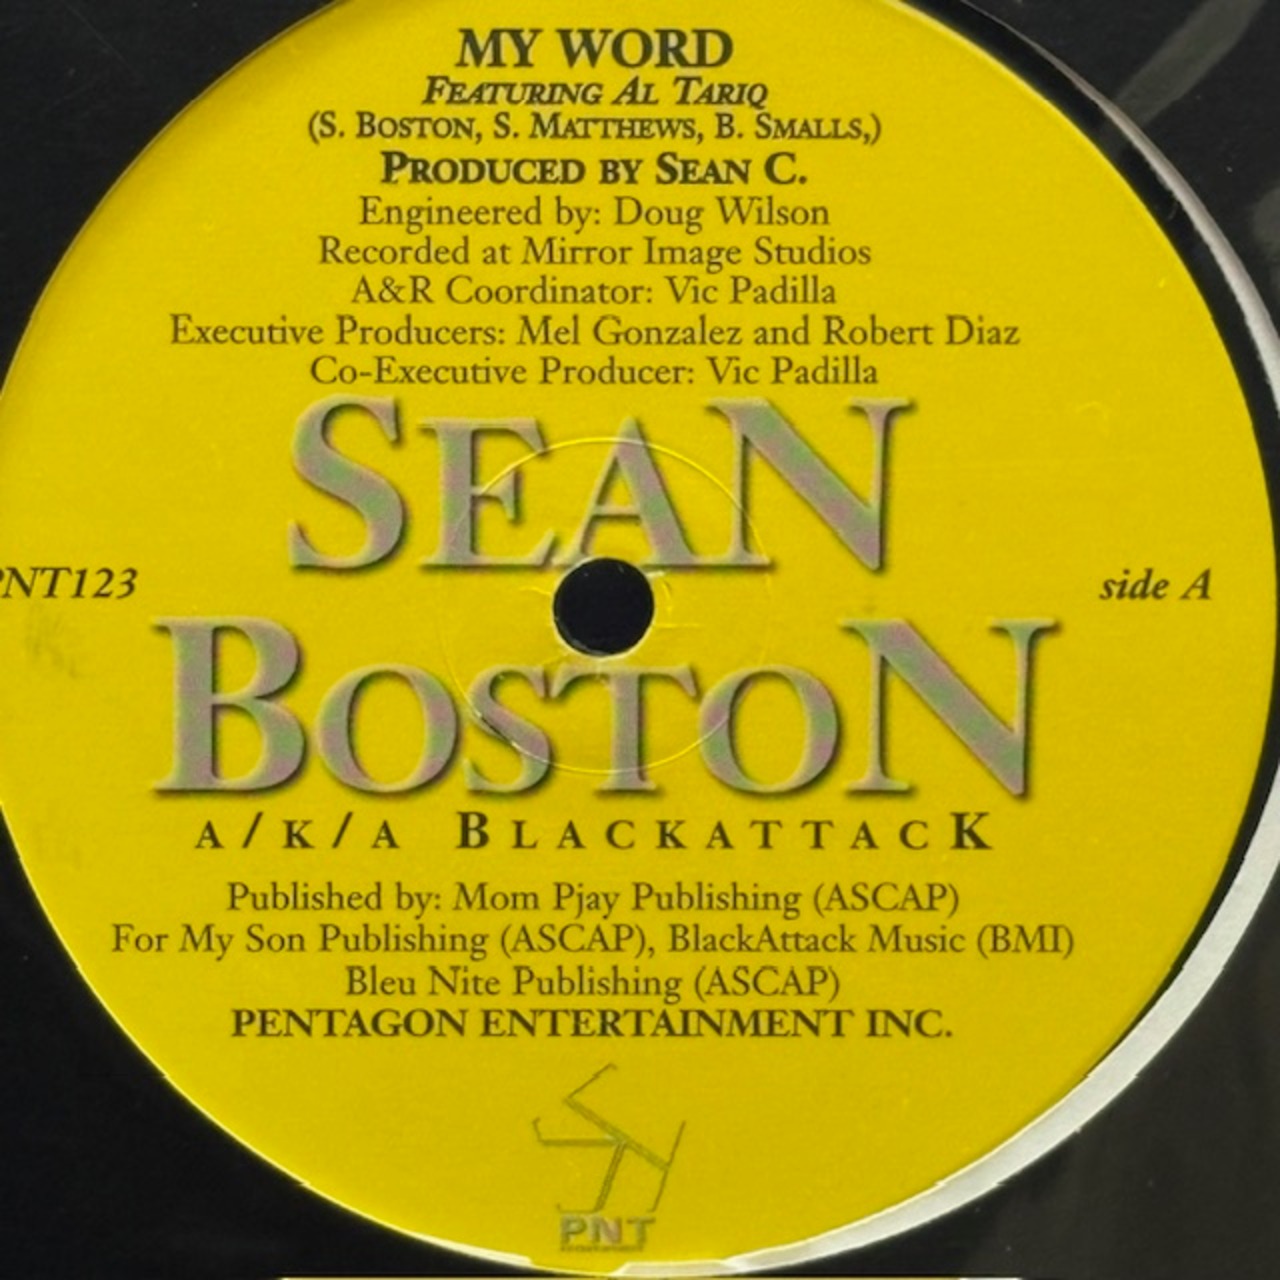 MY WORD
FEATURING AL TARIQ
(S. BOSTON, S. MATTHEWS, B. SMALLS,)
PRODUCED BY SEAN C.
Engineered by: Doug Wilson
Recorded at Mirror Image Studios
A&R Coordinator: Vic Padilla
Executive Producers: Mel Gonzalez and Robert Diaz
Co-Executive Producer: Vic Padilla
SEAN
PNT123
side A
BOSTON
A/K/A BLACKATTACK
Published by: Mom Pjay Publishing (ASCAP)
For My Son Publishing (ASCAP), BlackAttack Music (BMI)
Bleu Nite Publishing (ASCAP)
PENTAGON ENTERTAINMENT INC.
PNT